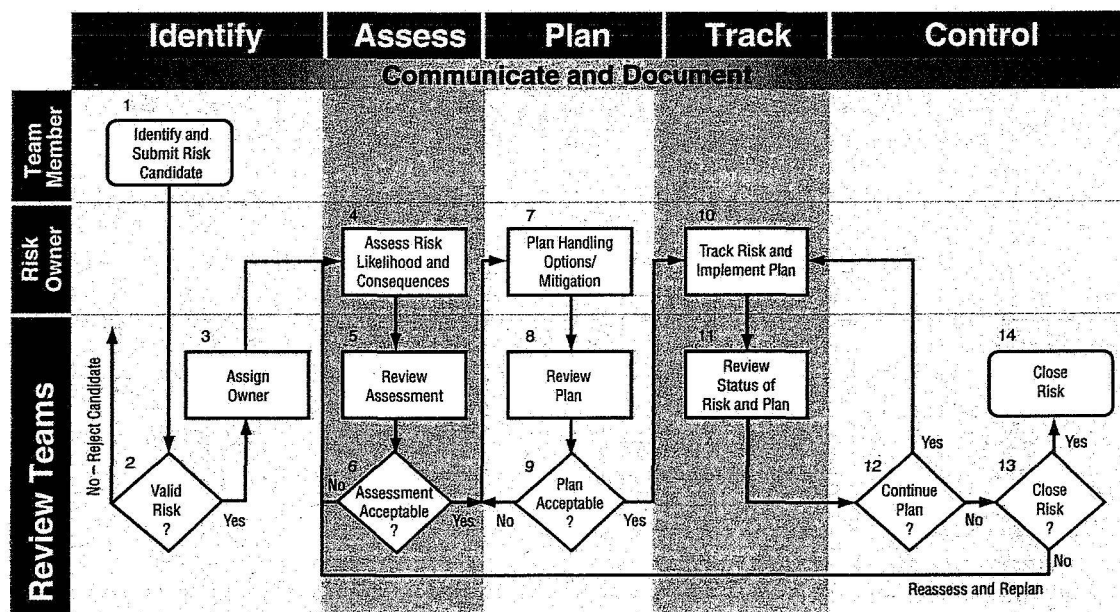 Identify
Assess
Plan
Track
Control
Communicate and Document
Team
Member
Risk
Owner
Review Teams
1
Identify and
Submit Risk
Candidate
4
Assess Risk
Likelihood and
Consequences
7
Plan Handling
Options/
Mitigation
10
Track Risk and
Implement Plan
No – Reject Candidate
3
Assign
Owner
5
Review
Assessment
8
Review
Plan
11
Review
Status of
Risk and Plan
14
Close
Risk
2
Valid
Risk
?
Yes
6
No
Assessment
Acceptable
?
Yes
9
No
Plan
Acceptable
?
Yes
12
Yes
Continue
Plan
?
No
13
Yes
Close
Risk
?
No
Reassess and Replan